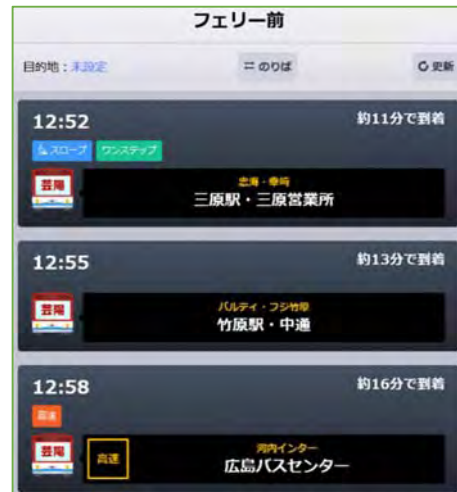 フェリー前
目的地：未設定
のりば
更新
12:52
約11分で到着
スロープ ワンステップ
芸陽
忠海・幸崎
三原駅・三原営業所
12:55
約13分で到着
芸陽
パルティ・フジ竹原
竹原駅・中通
12:58
約16分で到着
高速
芸陽
高速
河内インター
広島バスセンター